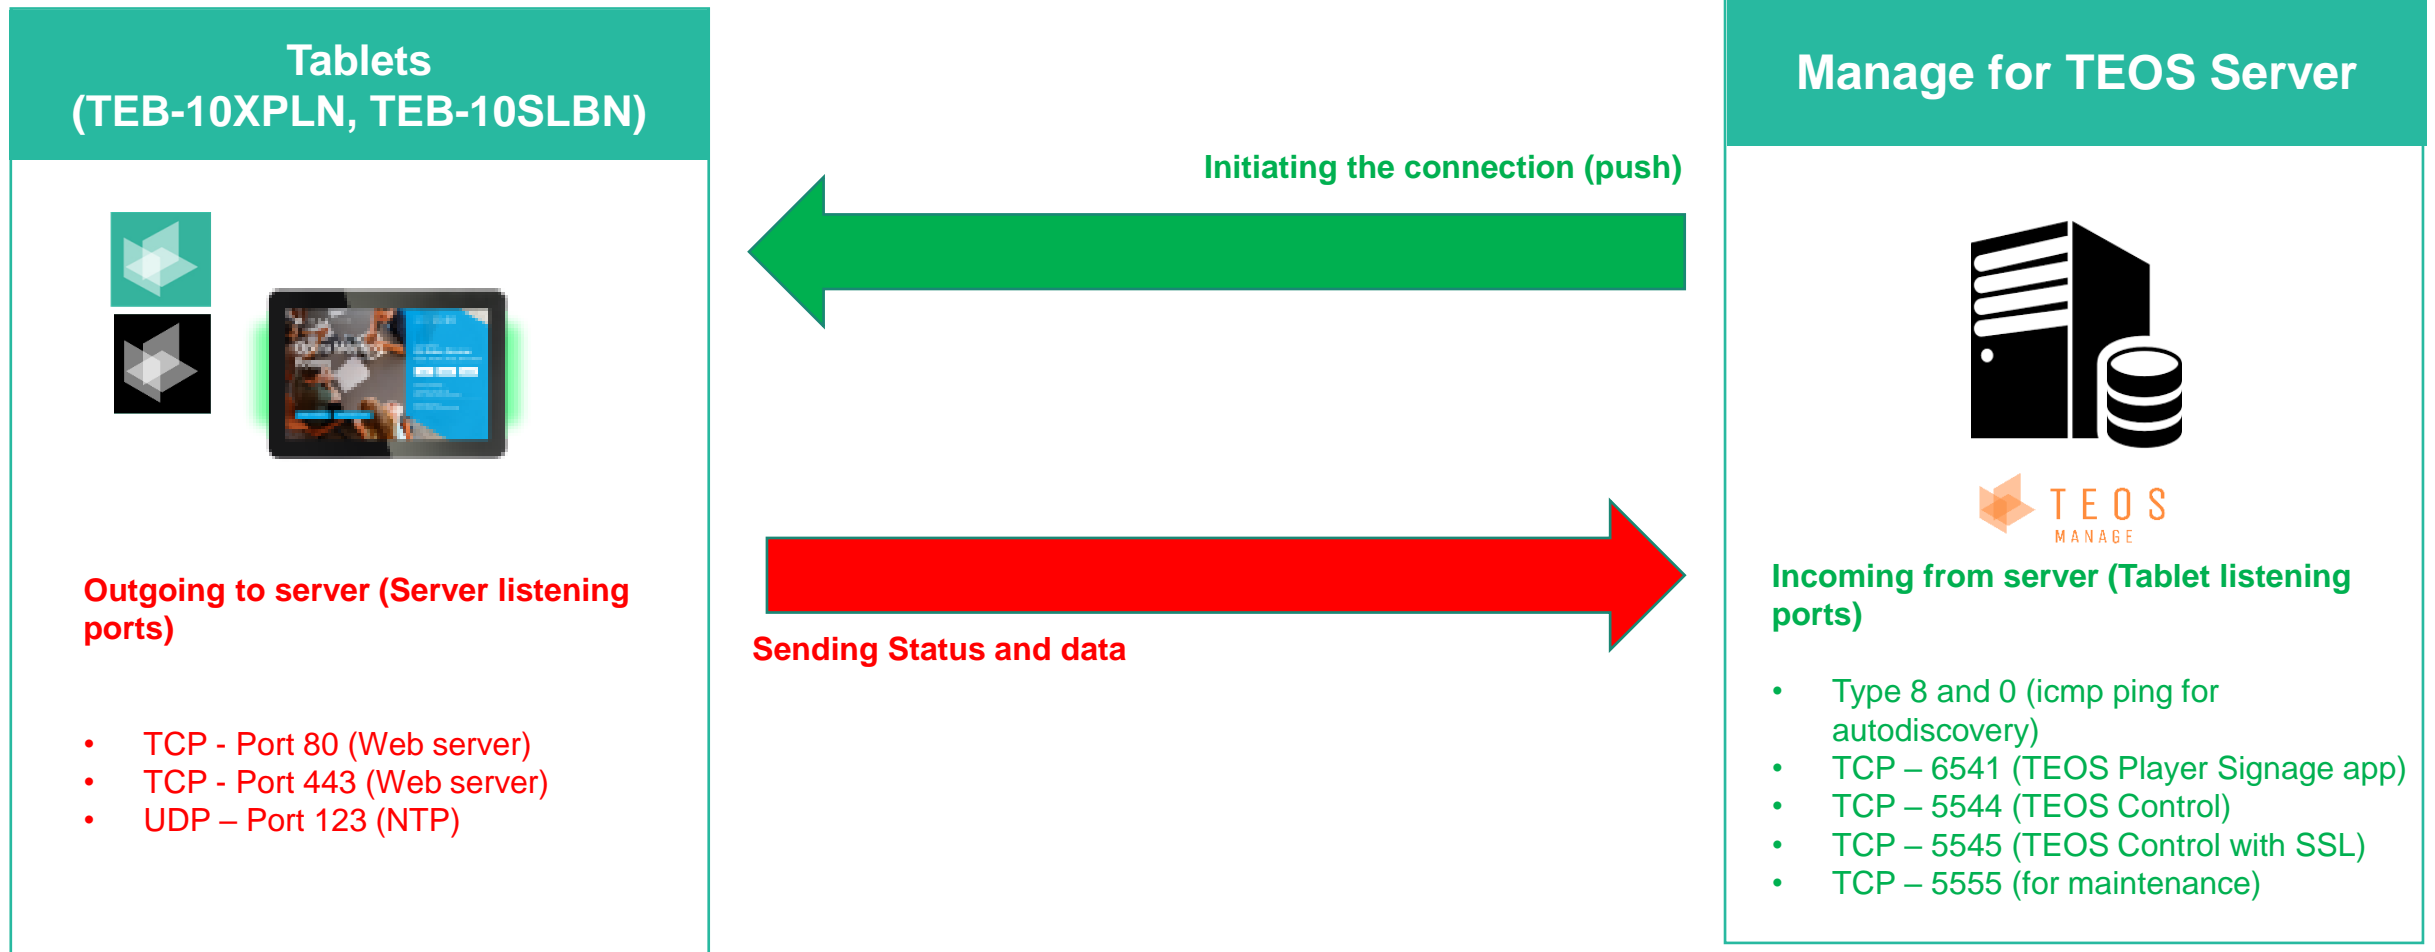 Tablets
(TEB-10XPLN, TEB-10SLBN)
Outgoing to server (Server listening
ports)
• TCP - Port 80 (Web server)
• TCP - Port 443 (Web server)
• UDP – Port 123 (NTP)
Initiating the connection (push)
Sending Status and data
Manage for TEOS Server
TEOS
MANAGE
Incoming from server (Tablet listening
ports)
• Type 8 and 0 (icmp ping for
autodiscovery)
• TCP – 6541 (TEOS Player Signage app)
• TCP – 5544 (TEOS Control)
• TCP – 5545 (TEOS Control with SSL)
• TCP – 5555 (for maintenance)